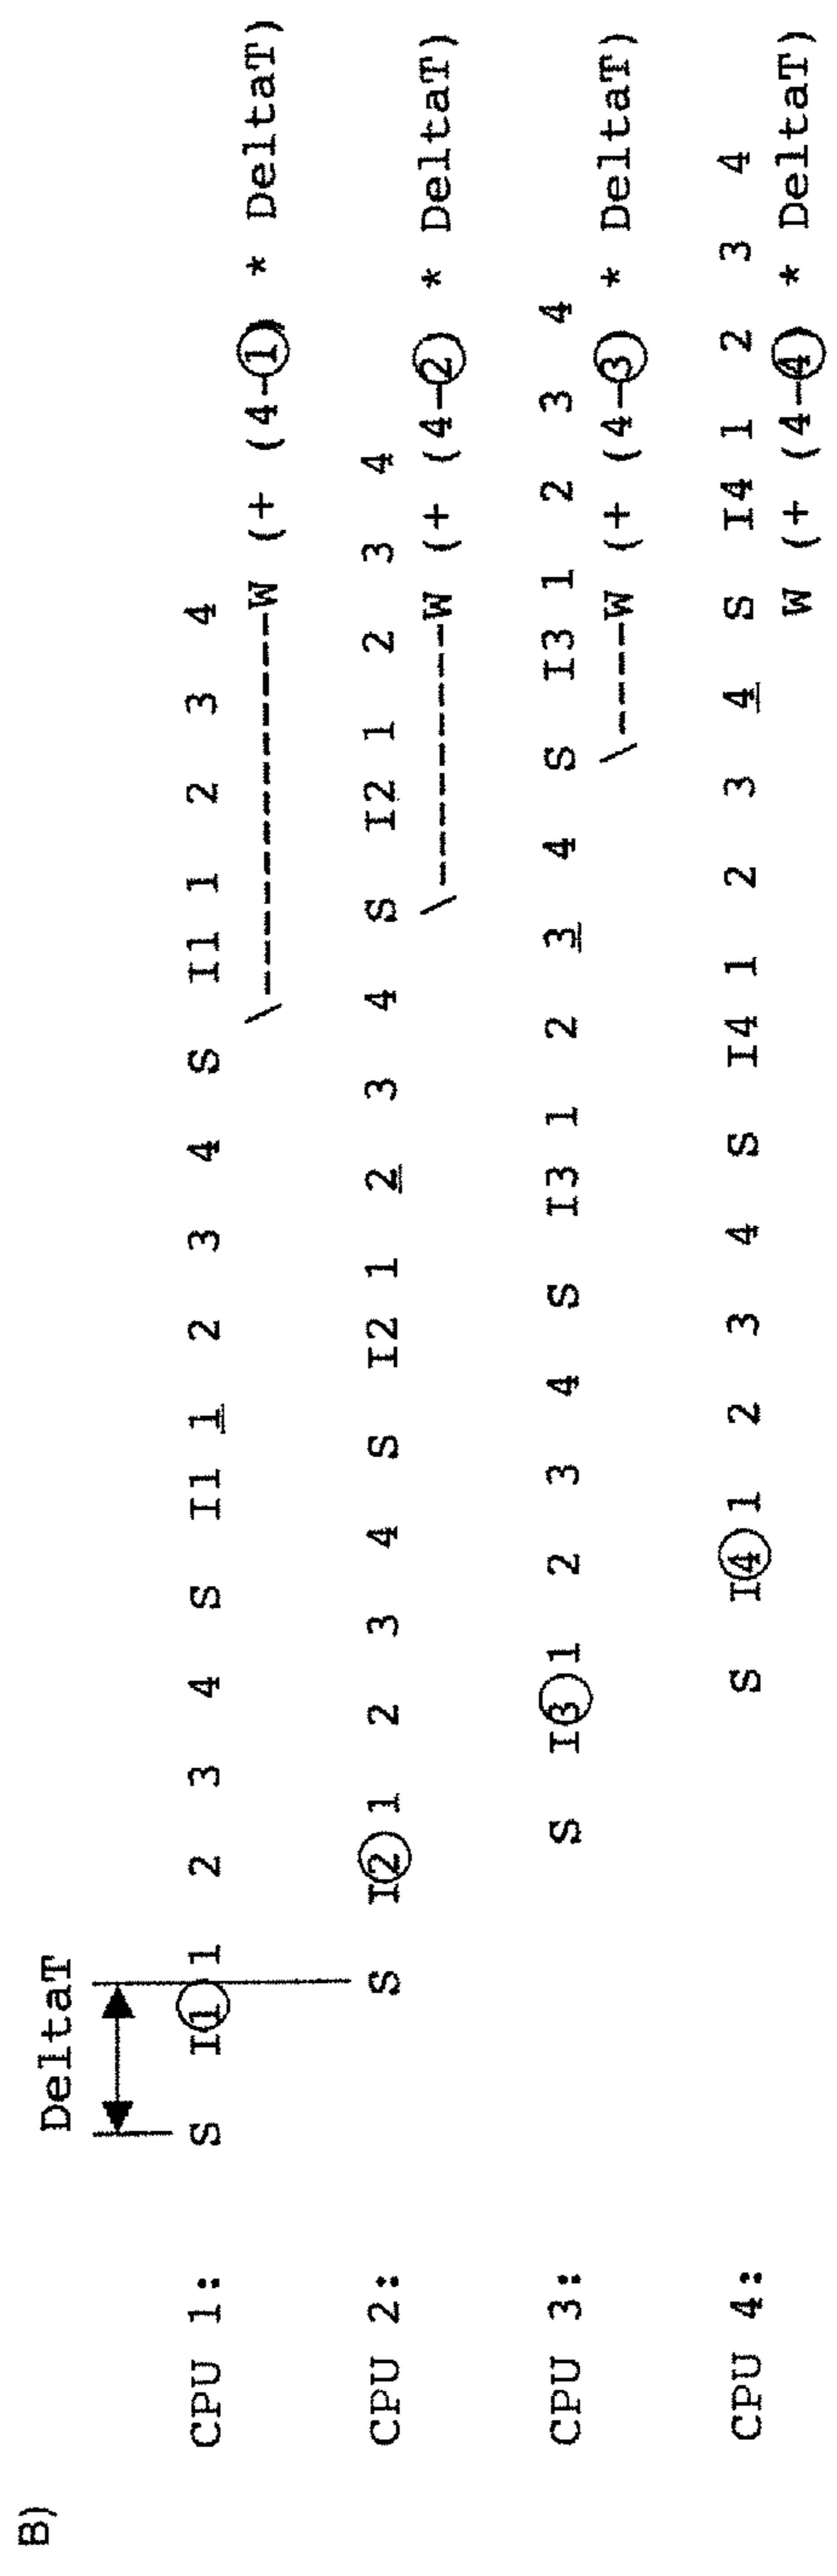 B)
DeltaT
CPU 1: S I1 1 2 3 4 S I1 1 2 3 4 S I1 1 2 3 4
\-------------W (+ (4-1) * DeltaT)
CPU 2: S I2 1 2 3 4 S I2 1 2 3 4 S I2 1 2 3 4
\---------W (+ (4-2) * DeltaT)
CPU 3: S I3 1 2 3 4 S I3 1 2 3 4 S I3 1 2 3 4
\----W (+ (4-3) * DeltaT)
CPU 4: S I4 1 2 3 4 S I4 1 2 3 4 S I4 1 2 3 4
W (+ (4-4) * DeltaT)